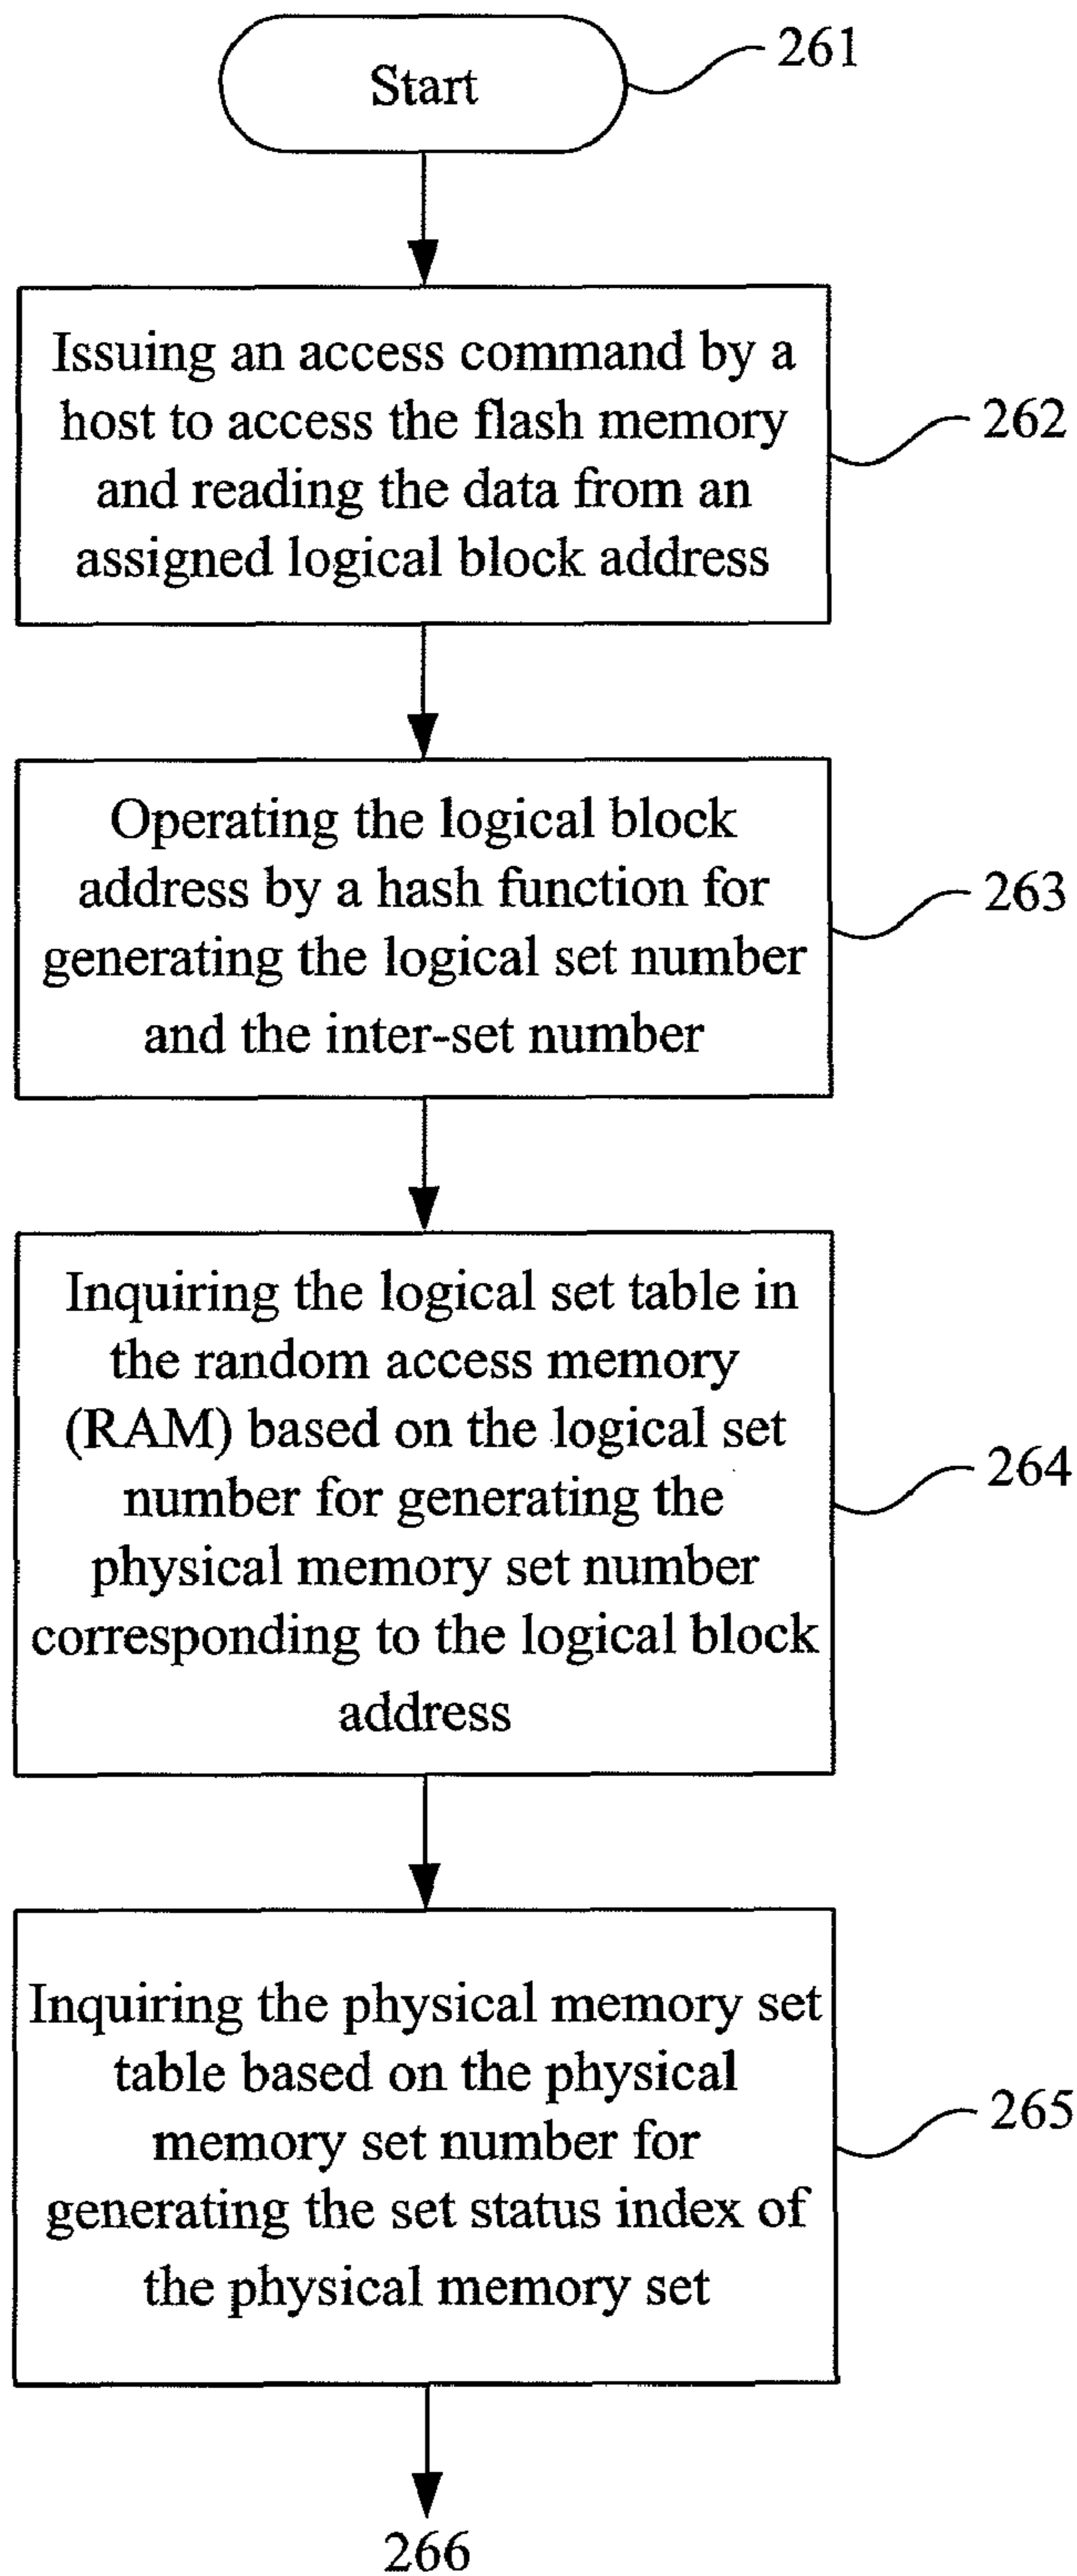 Start
261
Issuing an access command by a
host to access the flash memory
and reading the data from an
assigned logical block address
262
Operating the logical block
address by a hash function for
generating the logical set number
and the inter-set number
263
Inquiring the logical set table in
the random access memory
(RAM) based on the logical set
number for generating the
physical memory set number
corresponding to the logical block
address
264
Inquiring the physical memory set
table based on the physical
memory set number for
generating the set status index of
the physical memory set
265
266